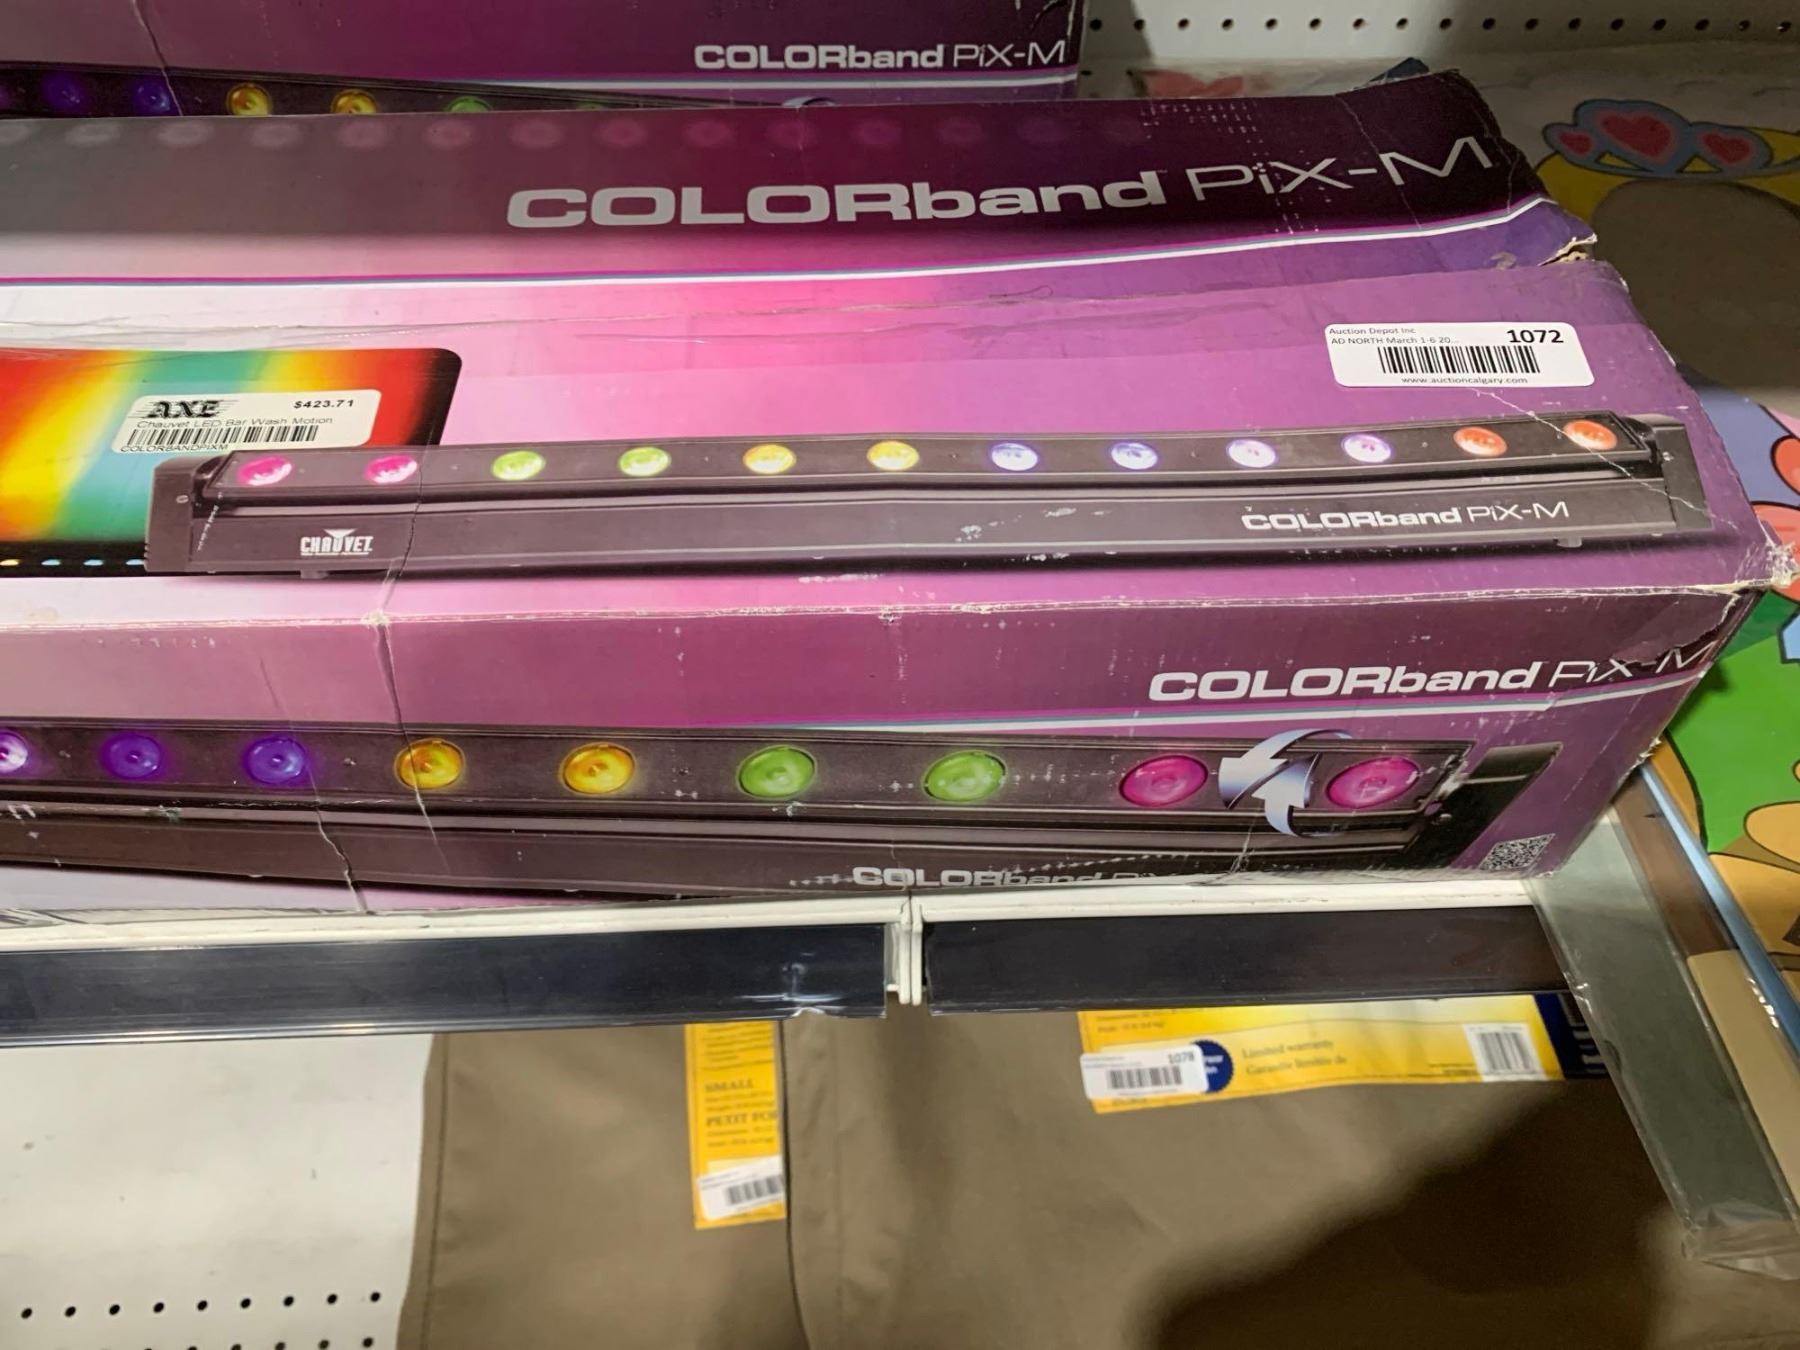 COLORband PiX-M
COLORband PiX-M
Auction Depot Inc
1072
AD NORTH March 1-6 20...
www.auctioncalgary.com
AXE
$423.71
Chauvet LED Bar Wash Motion
COLORBANDPIXM
CHAUVET
COLORband PiX-M
COLORband PiX-M
COLORband
1078
Limited warranty
Garantie limitée de
SMALL
PETIT